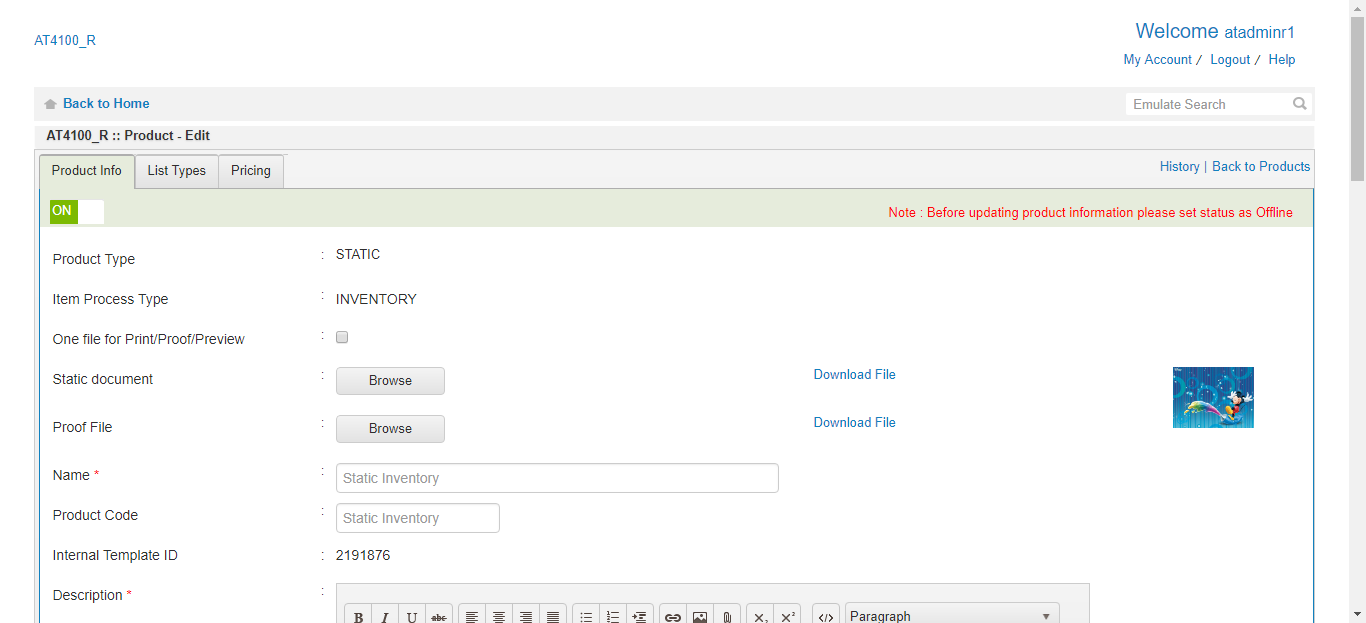 AT4100_R
Welcome atadminr1
My Account / Logout / Help
Back to Home
Emulate Search
AT4100_R :: Product - Edit
Product Info List Types Pricing
History | Back to Products
ON
Note : Before updating product information please set status as Offline
Product Type : STATIC
Item Process Type : INVENTORY
One file for Print/Proof/Preview :
Static document : Browse Download File
Proof File : Browse Download File
Name * : Static Inventory
Product Code : Static Inventory
Internal Template ID : 2191876
Description * :
B I U abc X, X² </> Paragraph